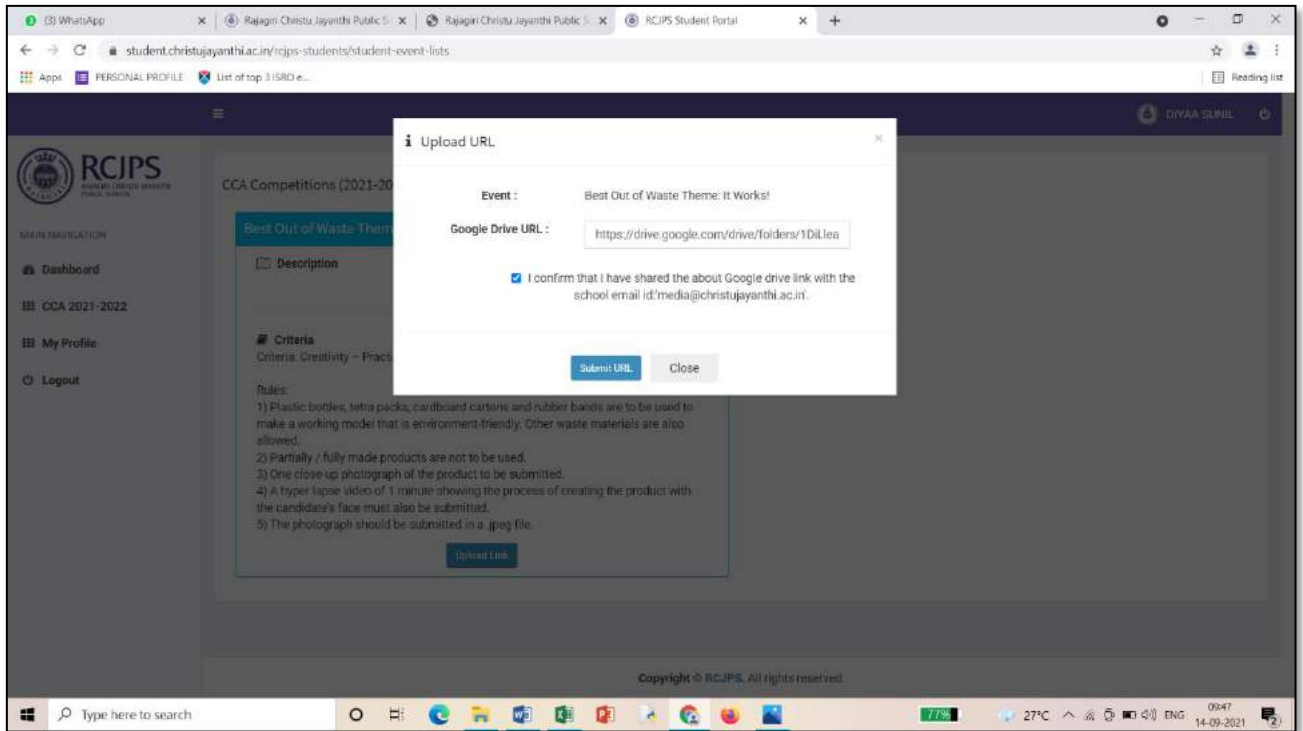 (3) WhatsApp
Rajagiri Christu Jayanthi Public S
Rajagiri Christu Jayanthi Public S
RCJPS Student Portal
student.christujayanthi.ac.in/rcjps-students/student-event-lists
Apps
PERSONAL PROFILE
List of top 3 ISRO e...
Reading list
DIYAA SUNIL
RCJPS
RAJAGIRI CHRISTU JAYANTHI
PUBLIC SCHOOL
MAIN NAVIGATION
Dashboard
CCA 2021-2022
My Profile
Logout
CCA Competitions (2021-20
Best Out of Waste Them
Description
Criteria
Criteria: Creativity – Practi
Rules:
1) Plastic bottles, tetra packs, cardboard cartons and rubber bands are to be used to
make a working model that is environment-friendly. Other waste materials are also
allowed.
2) Partially / fully made products are not to be used.
3) One close-up photograph of the product to be submitted.
4) A hyper lapse video of 1 minute showing the process of creating the product with
the candidate's face must also be submitted.
5) The photograph should be submitted in a .jpeg file.
Upload Link
Upload URL
Event :
Best Out of Waste Theme: It Works!
Google Drive URL :
https://drive.google.com/drive/folders/1DiLlea
I confirm that I have shared the about Google drive link with the
school email id:'media@christujayanthi.ac.in'.
Submit URL
Close
Copyright © RCJPS. All rights reserved.
Type here to search
77%
27°C
ENG
09:47
14-09-2021
2